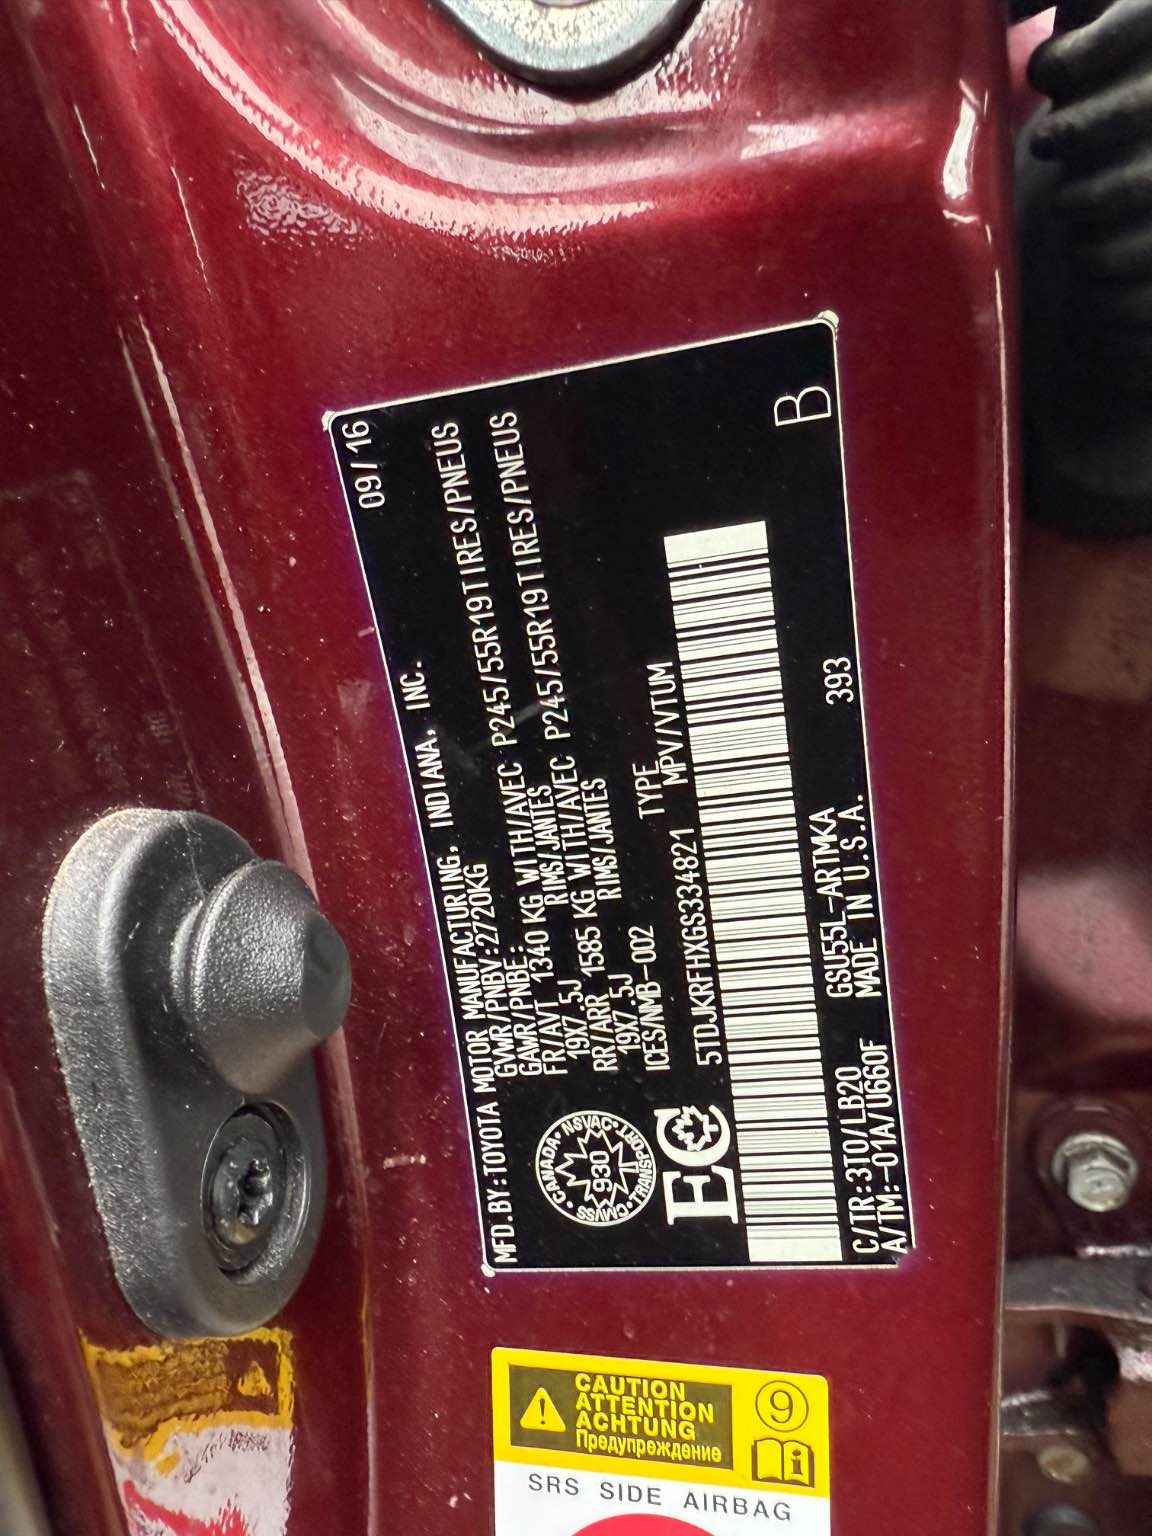 MFD.BY:TOYOTA MOTOR MANUFACTURING, INDIANA, INC. 09/16
GVWR/PNBV:2720KG
GAWR/PNBE:
FR/AVT 1340 KG WITH/AVEC P245/55R19TIRES/PNEUS
19X7.5J RIMS/JANTES
RR/ARR 1585 KG WITH/AVEC P245/55R19TIRES/PNEUS
19X7.5J RIMS/JANTES
ICES/NMB-002 TYPE
5TDJKRFHXGS334821 MPV/VTUM
CANADA • NSVAC • TRANSPORT • CMVSS •
930
EC
C/TR:3T0/LB20 GSU55L-ARTMKA 393
A/TM:-01A/U660F MADE IN U.S.A.
B
CAUTION
ATTENTION
ACHTUNG
Предупреждение
9
i
SRS SIDE AIRBAG